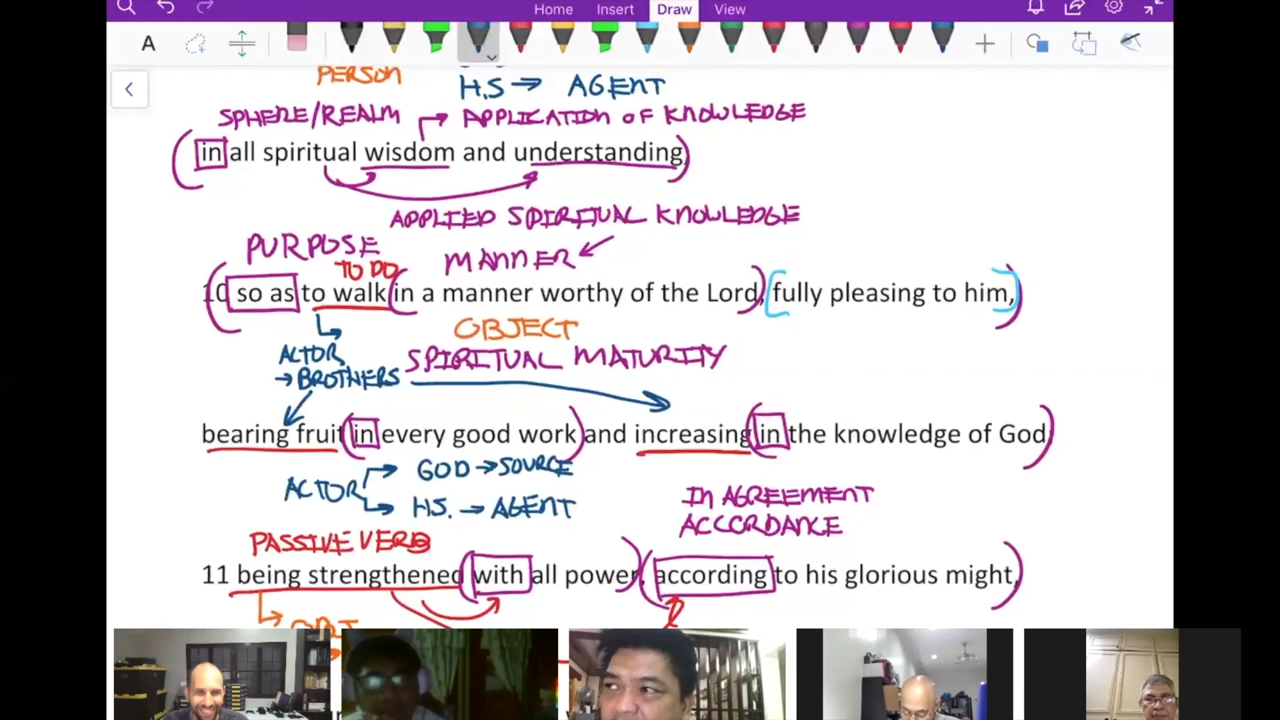 Home Insert Draw View
A
PERSON
H.S → AGENT
SPHERE/REALM → APPLICATION OF KNOWLEDGE
(in all spiritual wisdom and understanding,)
APPLIED SPIRITUAL KNOWLEDGE
PURPOSE
MANNER
TO DO
(10 so as to walk (in a manner worthy of the Lord,) [fully pleasing to him,])
OBJECT
ACTOR
SPIRITUAL MATURITY
→ BROTHERS
bearing fruit (in every good work) and increasing (in the knowledge of God)
GOD → SOURCE
ACTOR
IN AGREEMENT
H.S. → AGENT
ACCORDANCE
PASSIVE VERB
11 being strengthened (with all power), (according to his glorious might,)